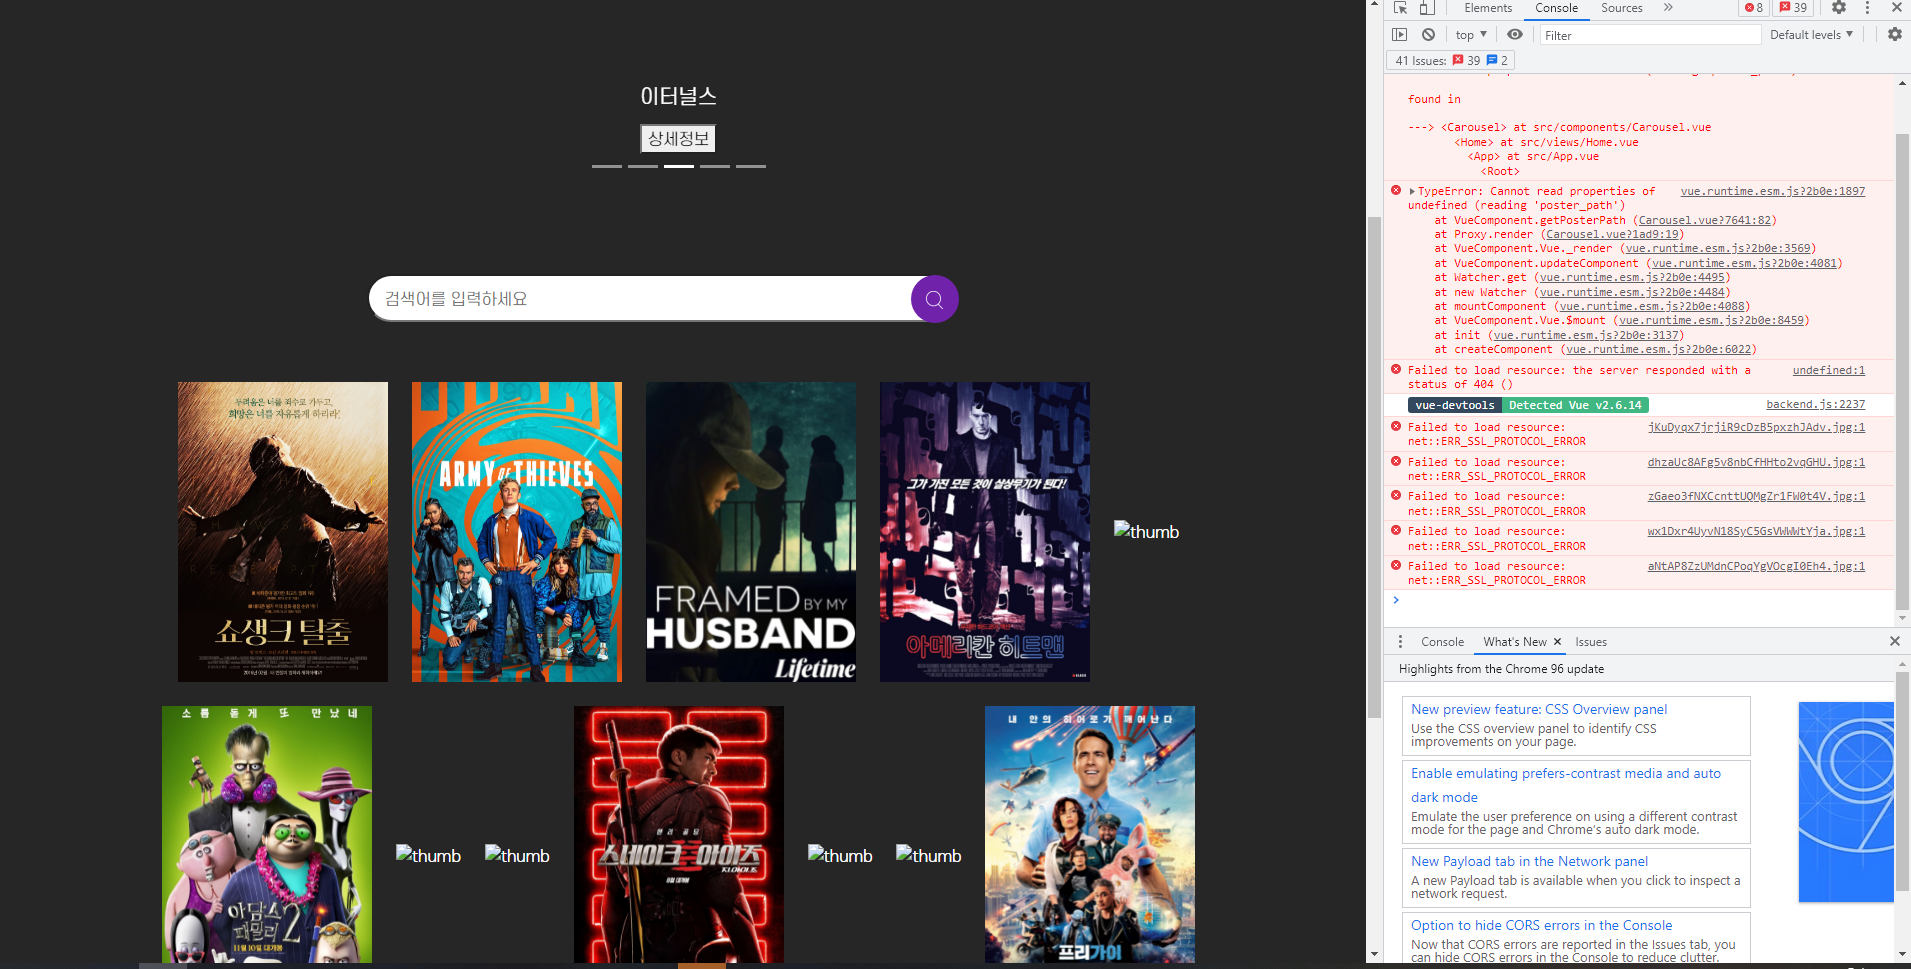 이터널스
상세정보
검색어를 입력하세요
두려움은 너를 죄수로 가두고,
희망은 너를 자유롭게 하리라!
쇼생크 탈출
ARMY OF THIEVES
FRAMED BY MY
HUSBAND
Lifetime
그가 가진 모든 것이 살상무기가 된다!
아메리칸 히트맨
thumb
소름 돋게 또 만났네
아담스
패밀리 2
11월 10일 대개봉
thumb
thumb
스네이크 아이즈
지.아이.조
thumb
thumb
내 안의 히어로가 깨어난다
프리가이
Elements
Console
Sources
8
39
top
Filter
Default levels
41 Issues:
39
2
found in
---> <Carousel> at src/components/Carousel.vue
<Home> at src/views/Home.vue
<App> at src/App.vue
<Root>
TypeError: Cannot read properties of vue.runtime.esm.js?2b0e:1897
undefined (reading 'poster_path')
at VueComponent.getPosterPath (Carousel.vue?7641:82)
at Proxy.render (Carousel.vue?1ad9:19)
at VueComponent.Vue._render (vue.runtime.esm.js?2b0e:3569)
at VueComponent.updateComponent (vue.runtime.esm.js?2b0e:4081)
at Watcher.get (vue.runtime.esm.js?2b0e:4495)
at new Watcher (vue.runtime.esm.js?2b0e:4484)
at mountComponent (vue.runtime.esm.js?2b0e:4088)
at VueComponent.Vue.$mount (vue.runtime.esm.js?2b0e:8459)
at init (vue.runtime.esm.js?2b0e:3137)
at createComponent (vue.runtime.esm.js?2b0e:6022)
Failed to load resource: the server responded with a undefined:1
status of 404 ()
vue-devtools Detected Vue v2.6.14 backend.js:2237
Failed to load resource: jKuDyqx7jrjiR9cDzB5pxzhJAdv.jpg:1
net::ERR_SSL_PROTOCOL_ERROR
Failed to load resource: dhzaUc8AFg5v8nbCfHHto2vqGHU.jpg:1
net::ERR_SSL_PROTOCOL_ERROR
Failed to load resource: zGaeo3fNXCcnttUQMgZr1FW0t4V.jpg:1
net::ERR_SSL_PROTOCOL_ERROR
Failed to load resource: wx1Dxr4UyvN18SyC5GsVWWWtYja.jpg:1
net::ERR_SSL_PROTOCOL_ERROR
Failed to load resource: aNtAP8ZzUMdnCPoqYgVOcgI0Eh4.jpg:1
net::ERR_SSL_PROTOCOL_ERROR
Console
What's New
Issues
Highlights from the Chrome 96 update
New preview feature: CSS Overview panel
Use the CSS overview panel to identify CSS
improvements on your page.
Enable emulating prefers-contrast media and auto
dark mode
Emulate the user preference on using a different contrast
mode for the page and Chrome's auto dark mode.
New Payload tab in the Network panel
A new Payload tab is available when you click to inspect a
network request.
Option to hide CORS errors in the Console
Now that CORS errors are reported in the Issues tab, you
can hide CORS errors in the Console to reduce clutter.